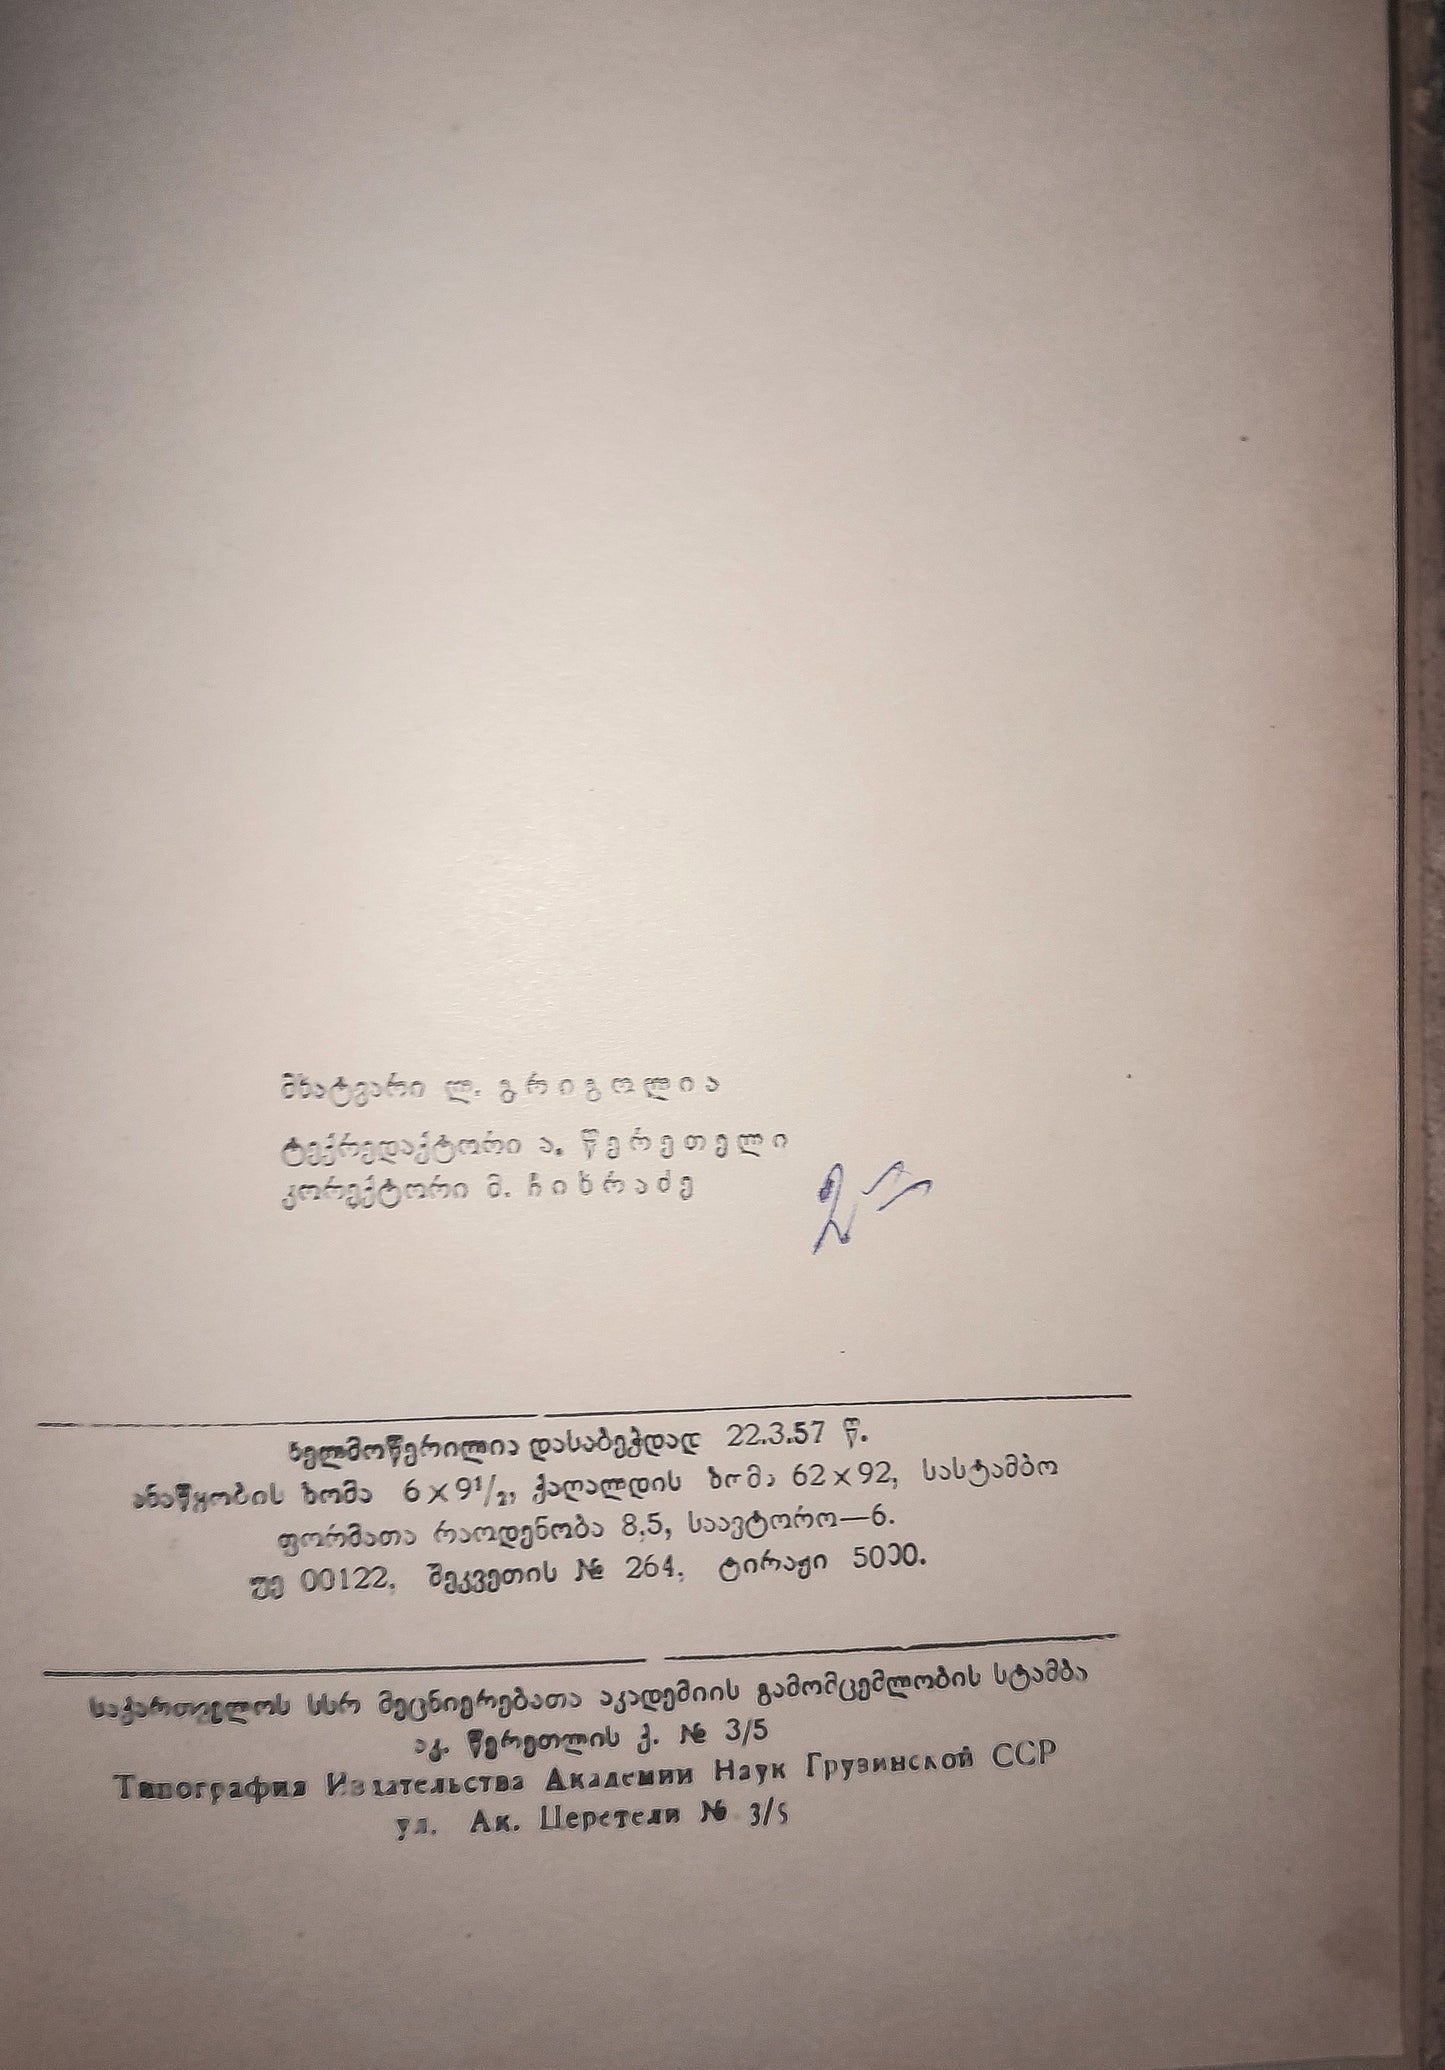 მხატვარი ლ. გრიგოლია
ტექრედაქტორი ა. წერეთელი
კორექტორი მ. ჩიხრაძე
ხელმოწერილია დასაბეჭდად 22.3.57 წ.
ანაწყობის ზომა 6×9¹/₂, ქაღალდის ზომა 62×92, სასტამბო
ფორმათა რაოდენობა 8,5, საავტორო—6.
უე 00122, შეკვეთის № 264, ტირაჟი 5000.
საქართველოს სსრ მეცნიერებათა აკადემიის გამომცემლობის სტამბა
აკ. წერეთლის ქ. № 3/5
Типография Издательства Академии Наук Грузинской ССР
ул. Ак. Церетели № 3/5